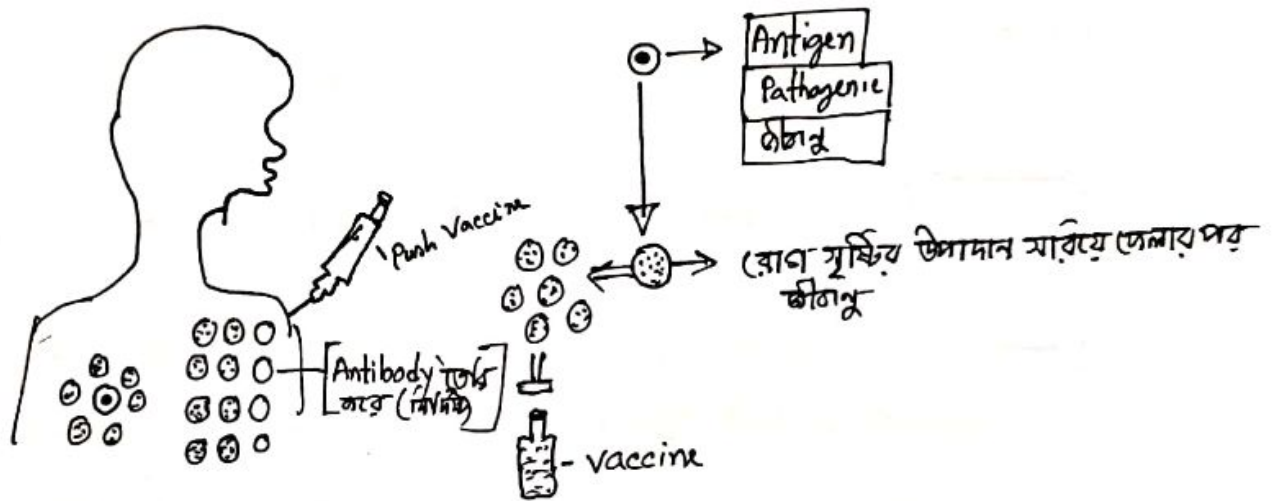 Antigen
Pathogenic
জীবানু
Push Vaccine
রোগ সৃষ্টির উপাদান সরিয়ে ফেলার পর
জীবানু
Antibody তৈরি
করে (নির্দিষ্ট)
vaccine